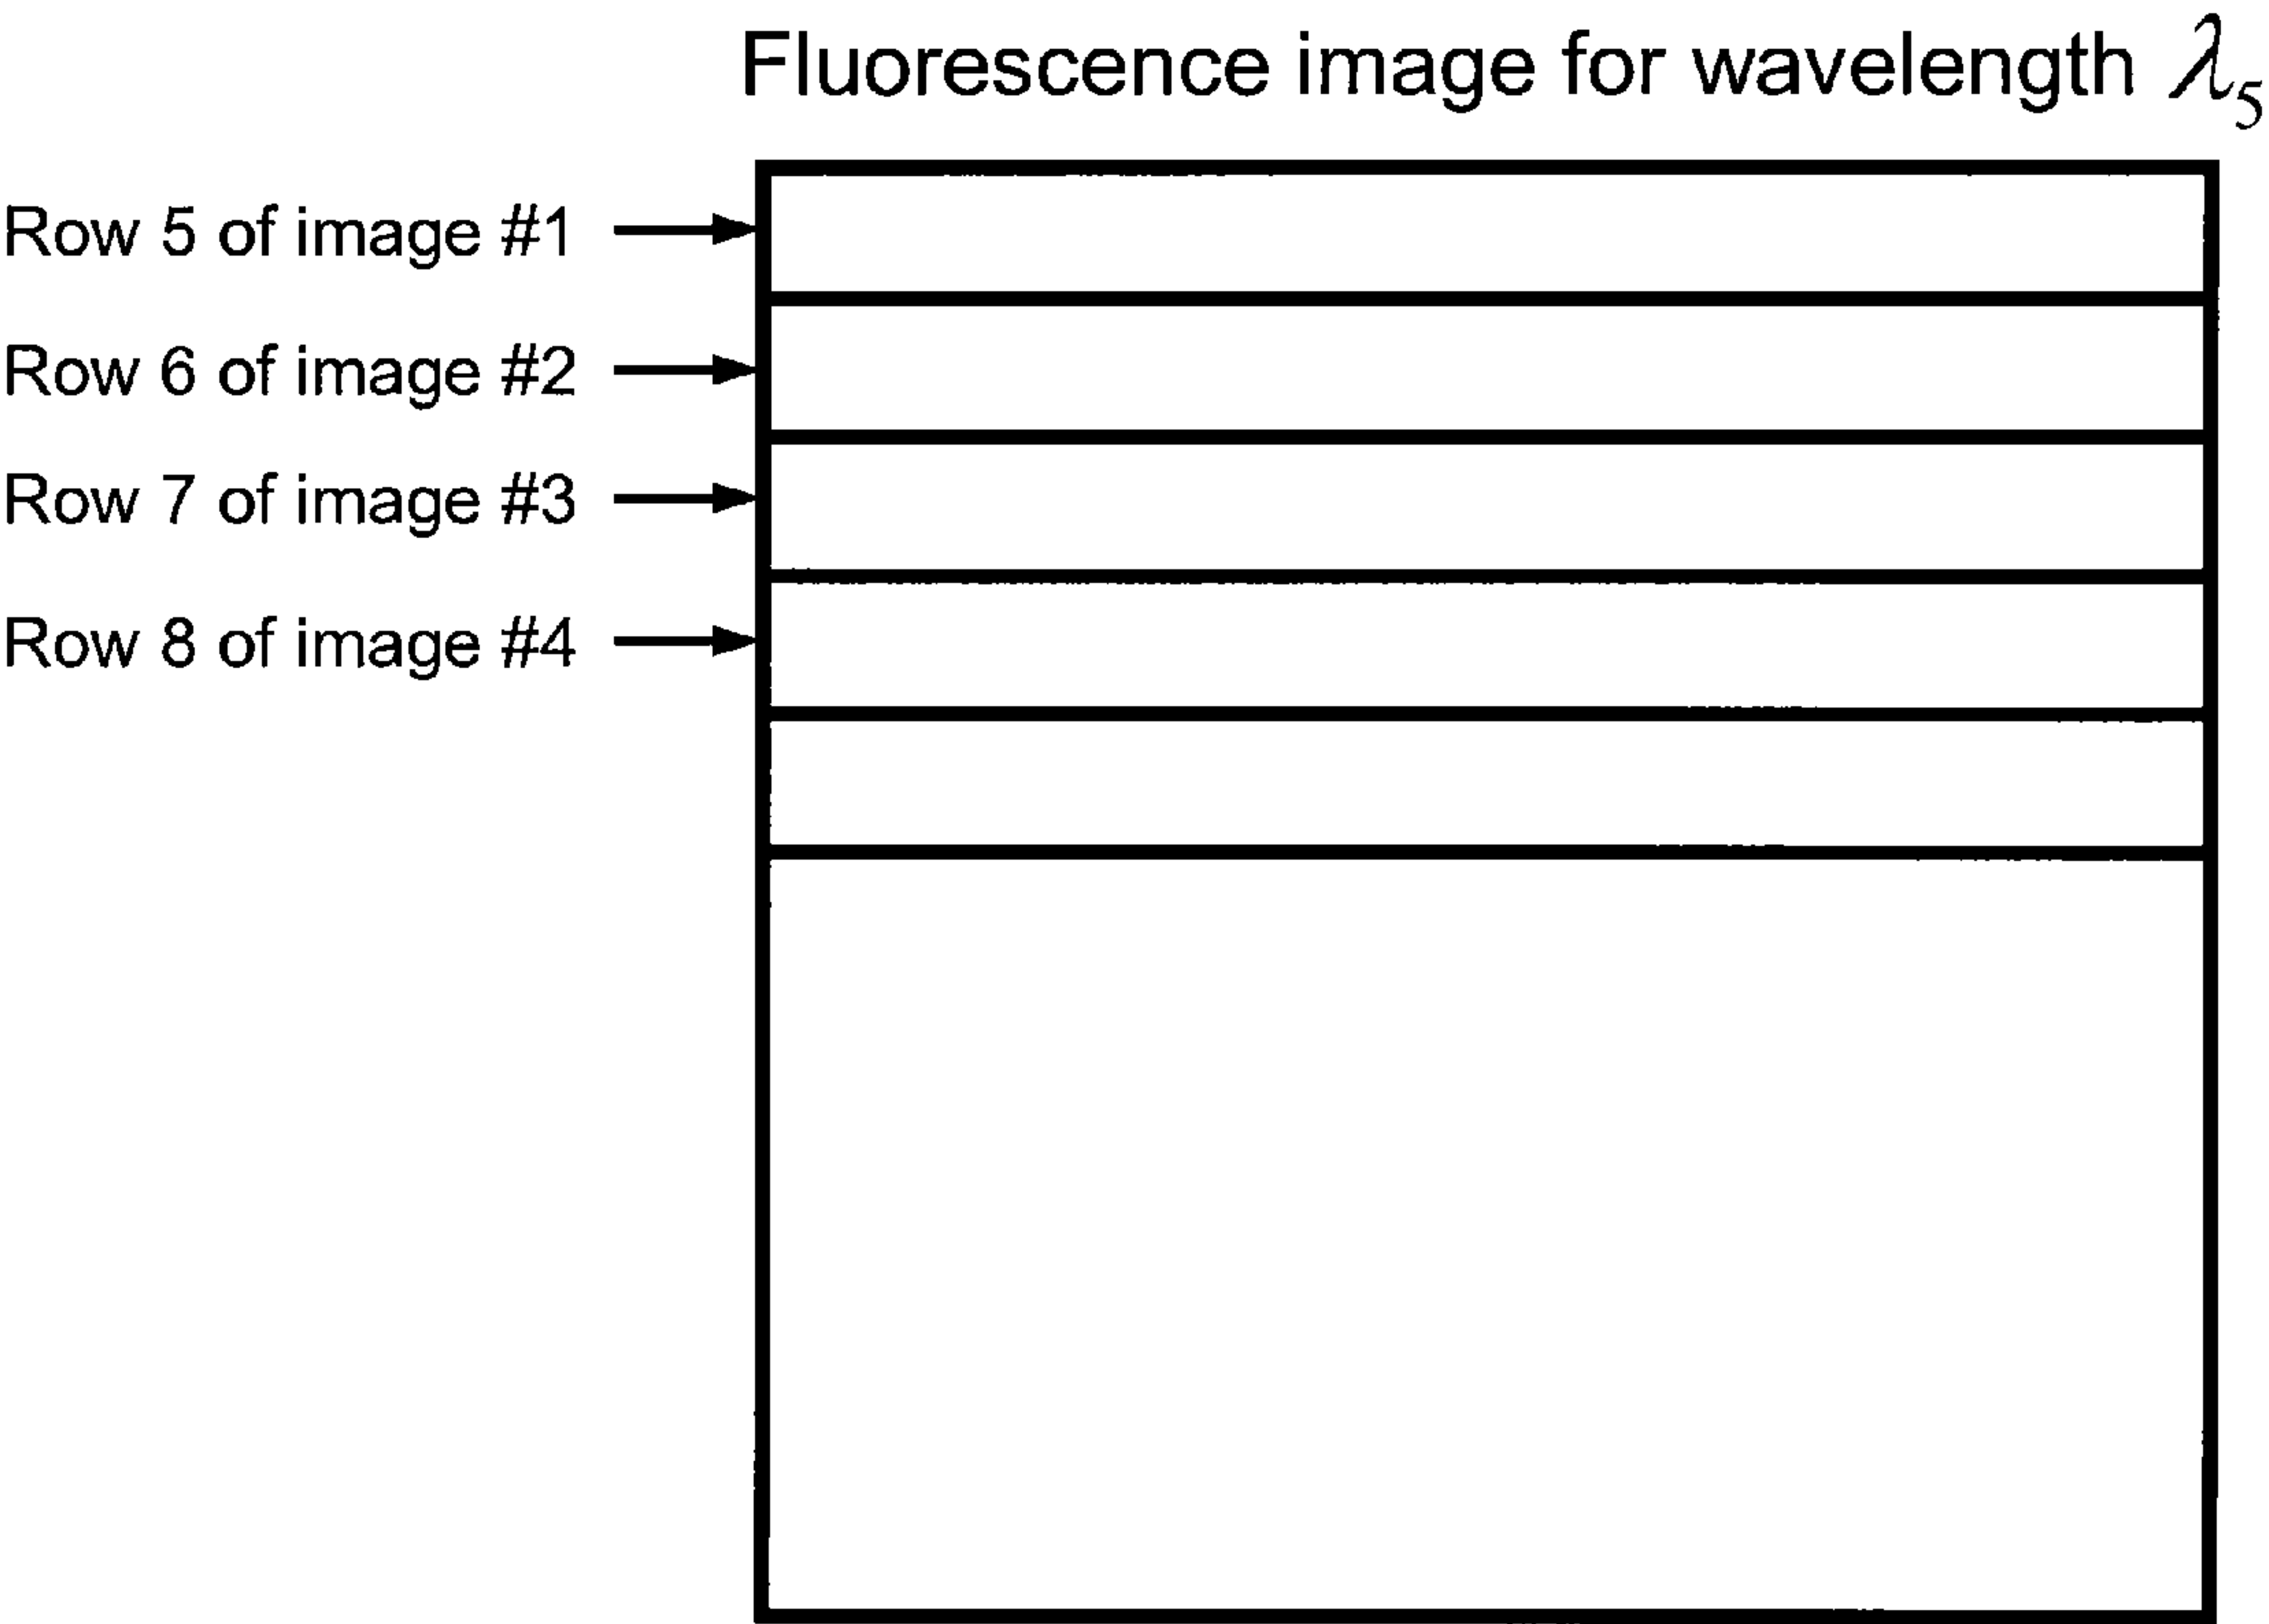 Fluorescence image for wavelength λ₅
Row 5 of image #1
Row 6 of image #2
Row 7 of image #3
Row 8 of image #4